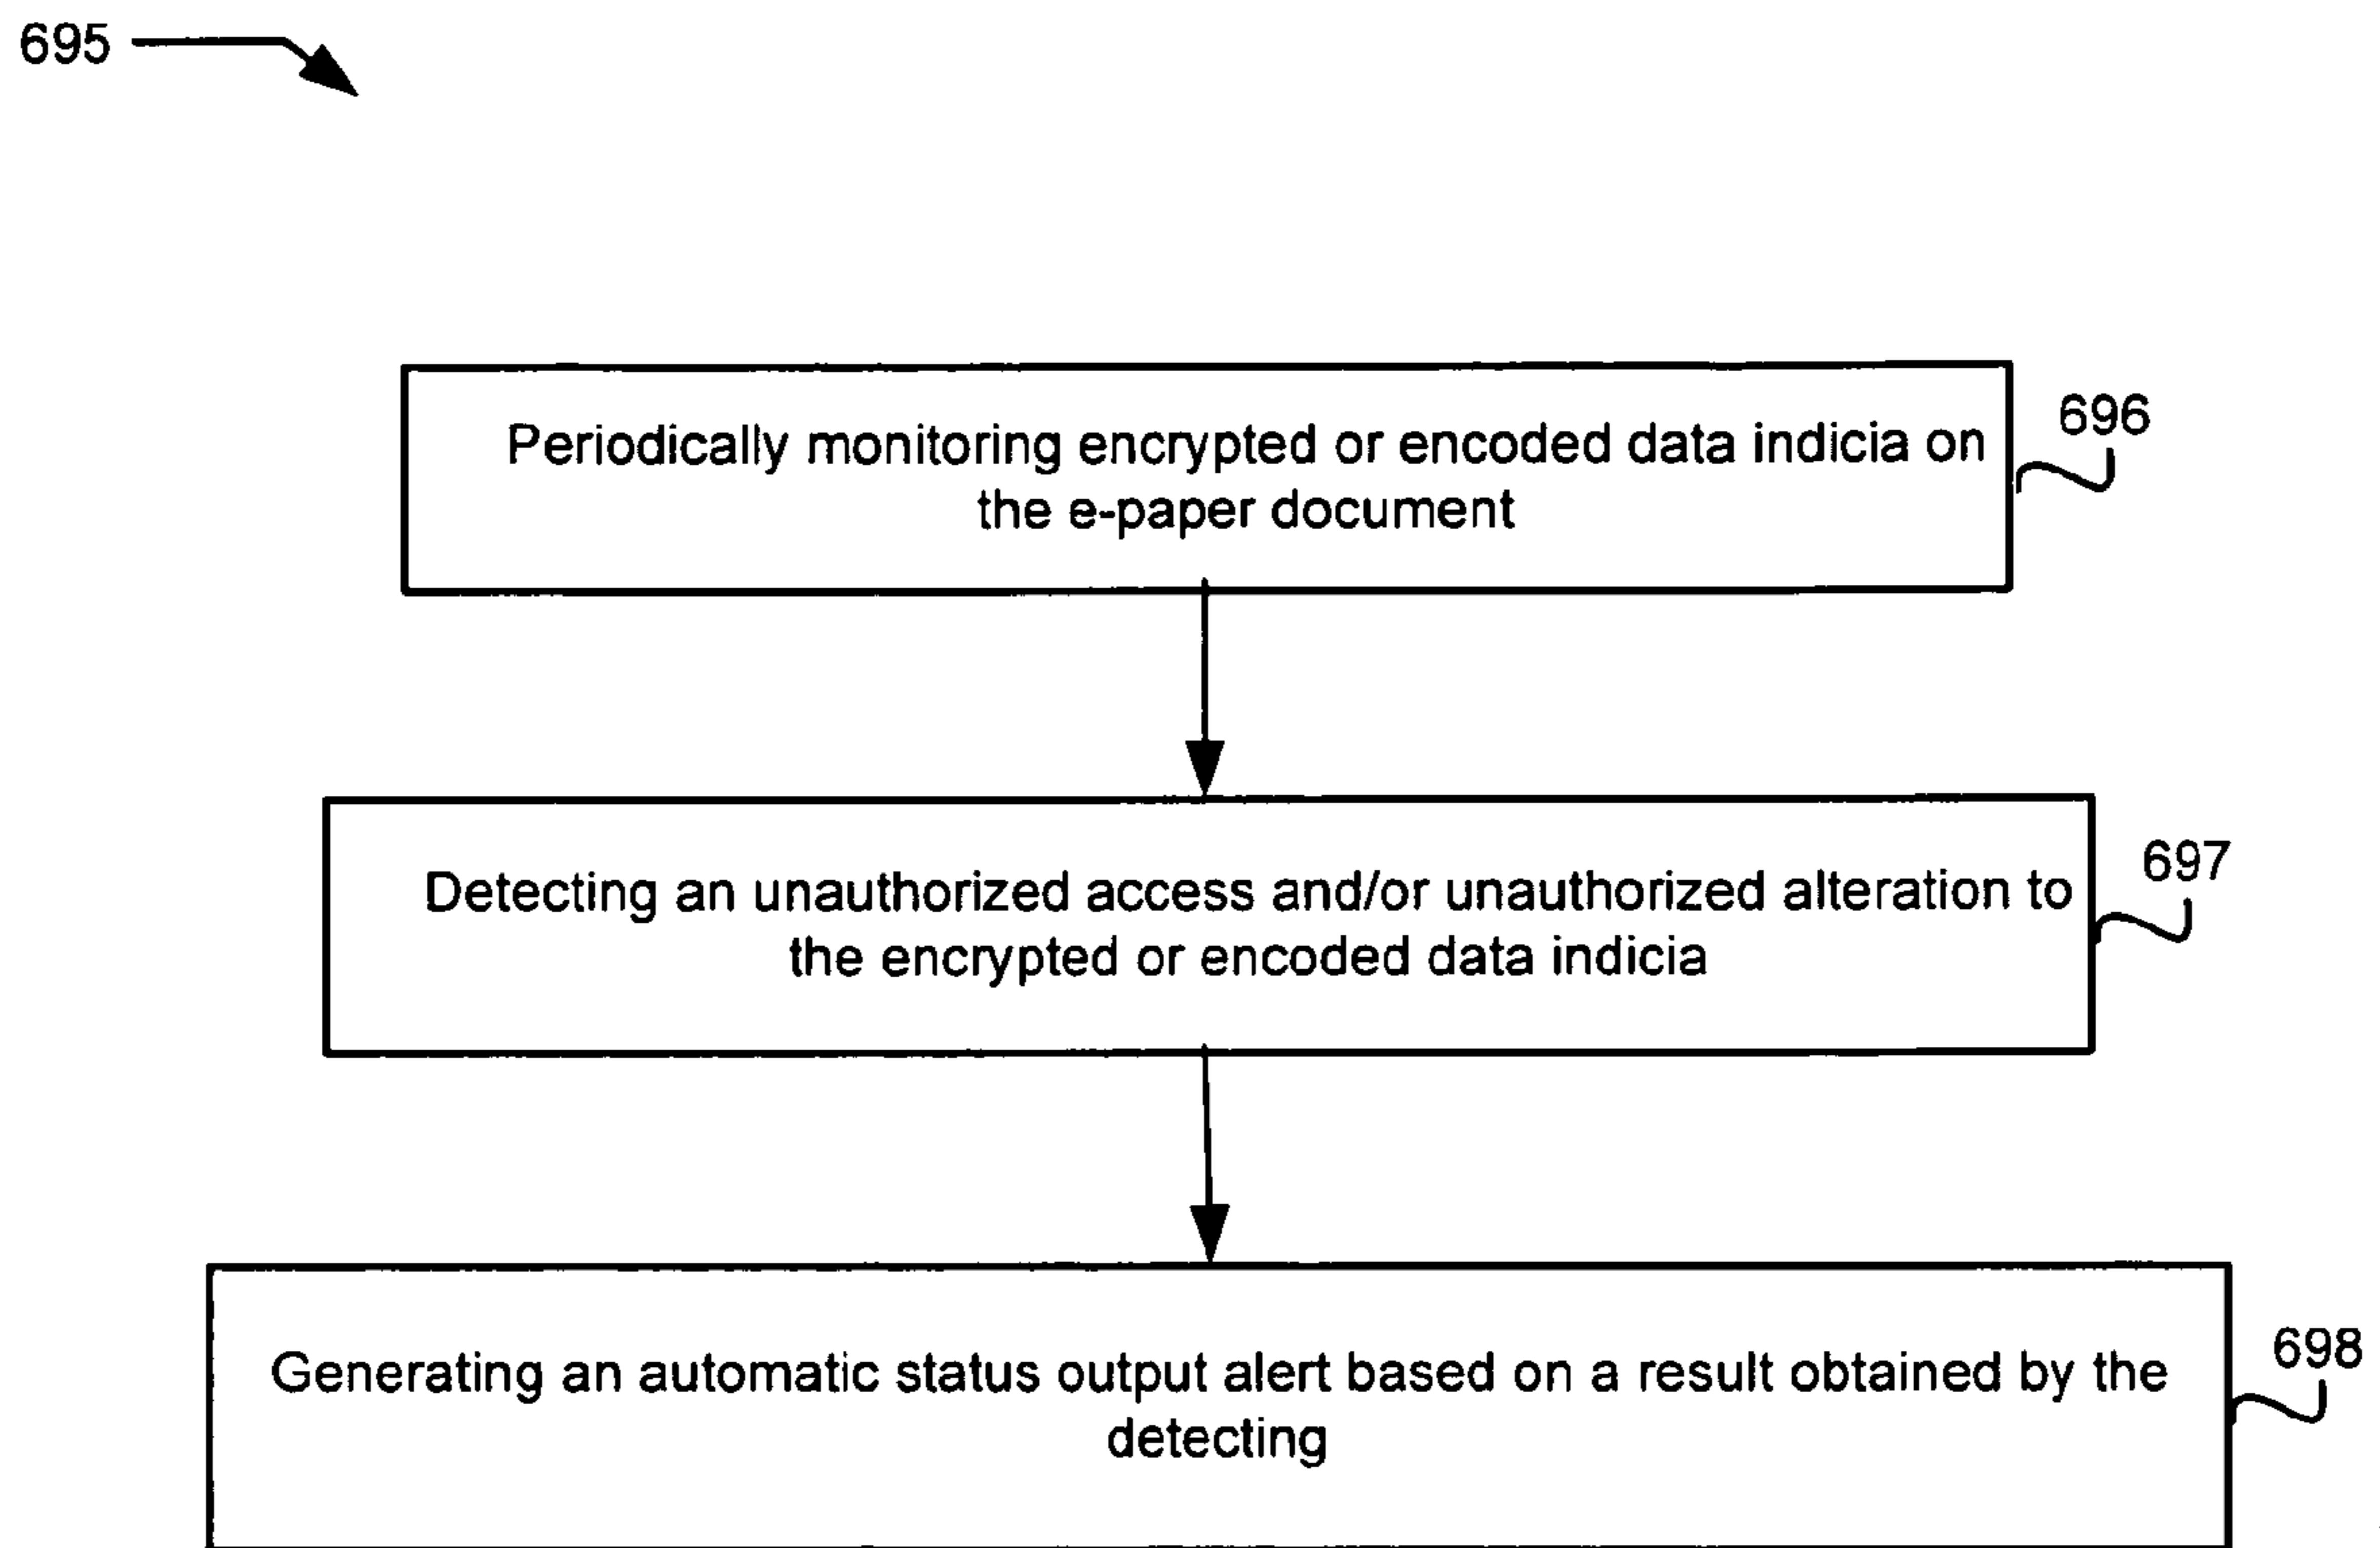 695
Periodically monitoring encrypted or encoded data indicia on
the e-paper document
696
Detecting an unauthorized access and/or unauthorized alteration to
the encrypted or encoded data indicia
697
Generating an automatic status output alert based on a result obtained by the
detecting
698